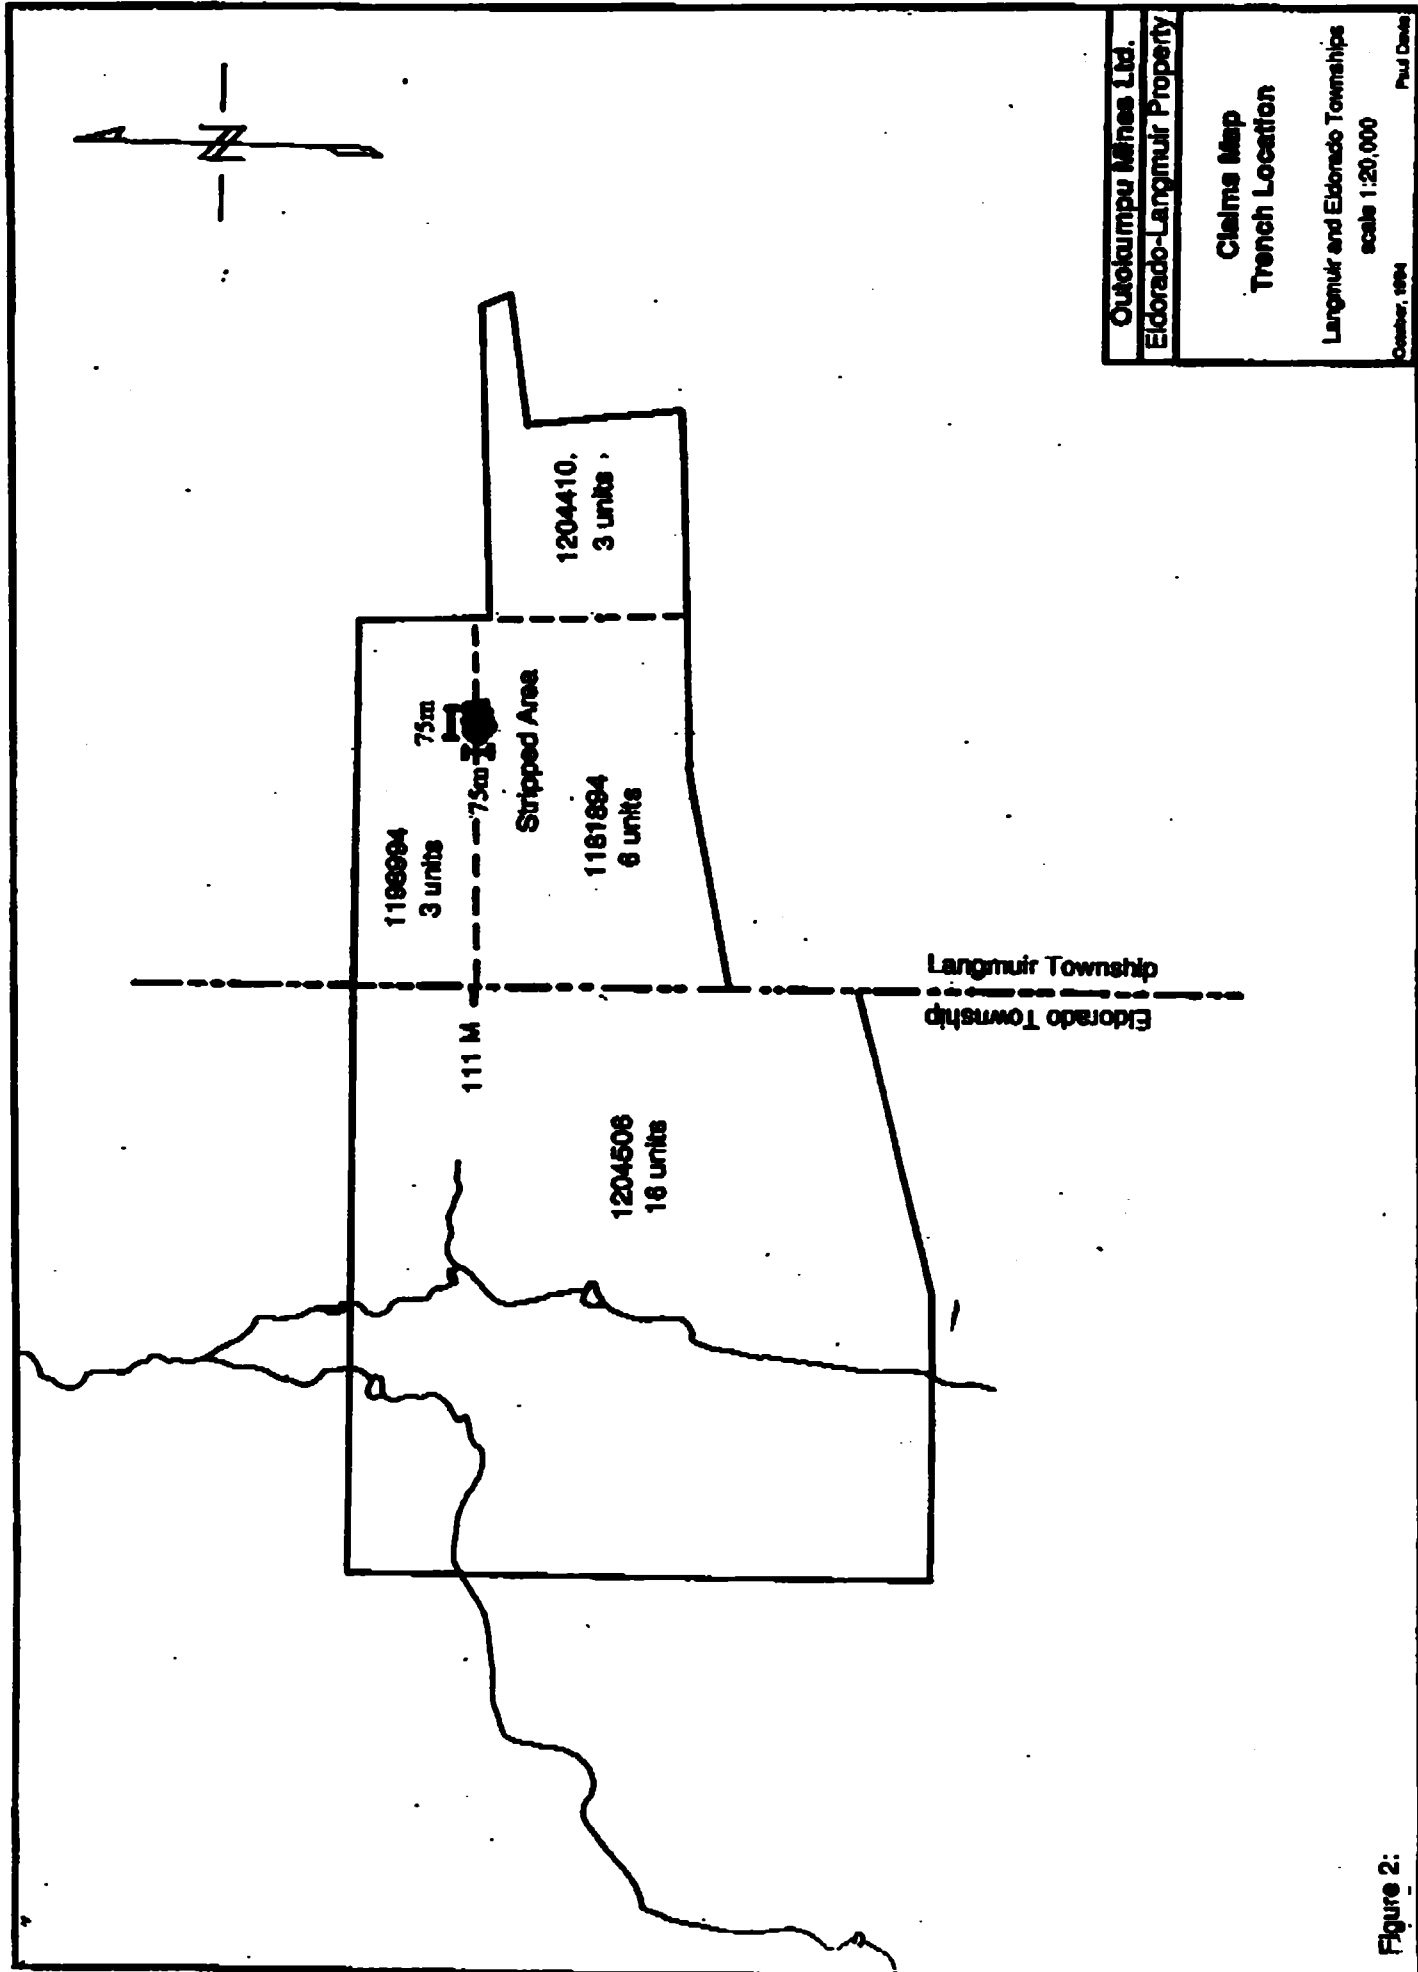 Outokumpu Mines Ltd.
Eldorado-Langmuir Property
Claims Map
Trench Location
Langmuir and Eldorado Townships
scale 1:20,000
October, 1994
Paul Davis
N
1204410,
3 units
75m
75m
Stripped Area
1198994
3 units
1181894
6 units
111 M
Langmuir Township
Eldorado Township
1204506
16 units
Figure 2: